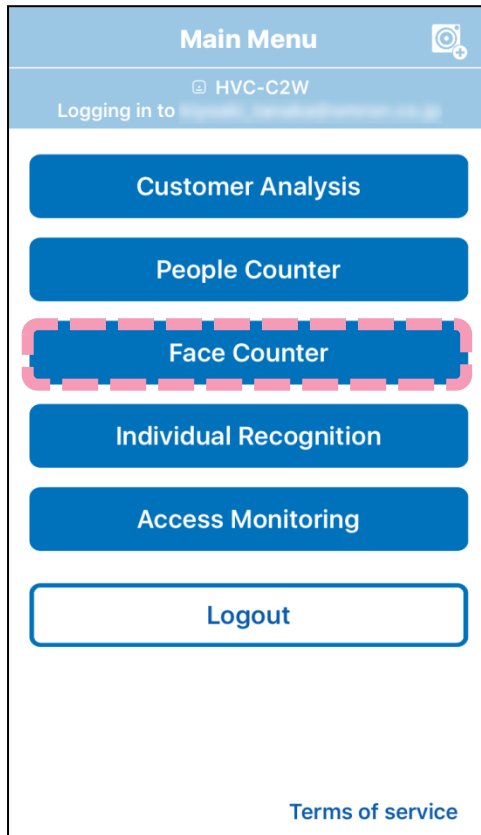 Main Menu
HVC-C2W
Logging in to
Customer Analysis
People Counter
Face Counter
Individual Recognition
Access Monitoring
Logout
Terms of service